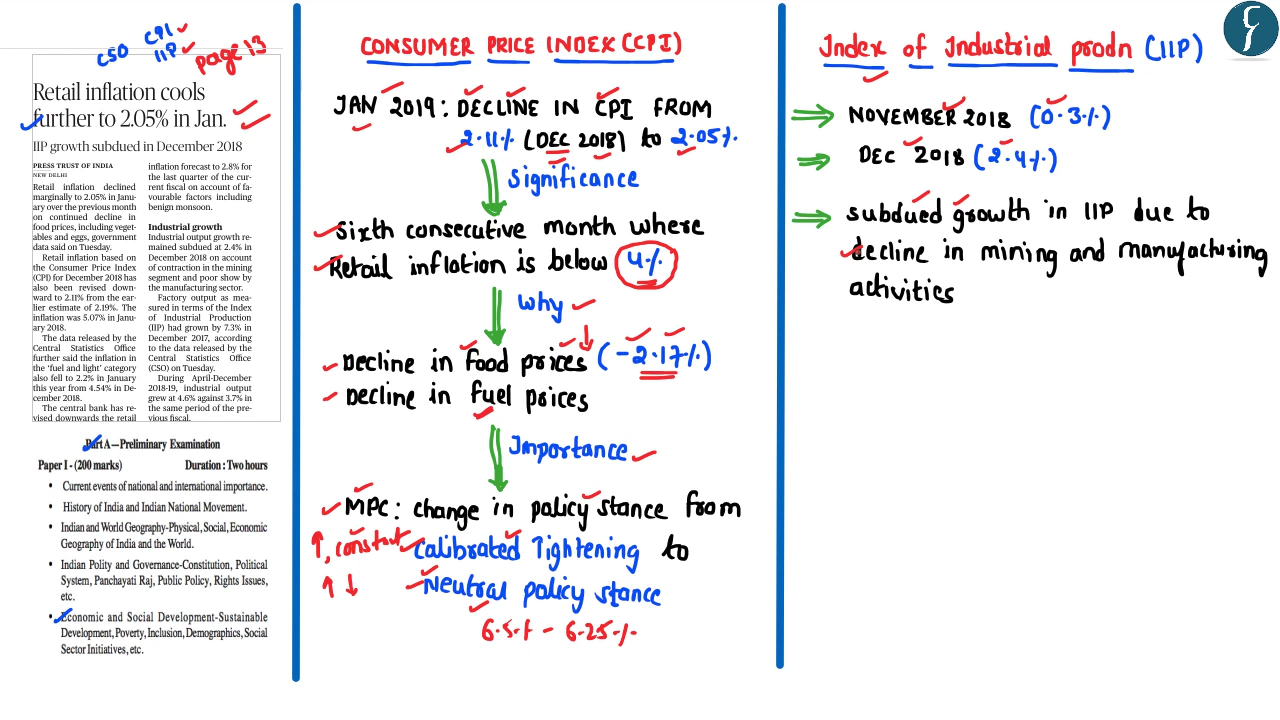 CSO
CPI
IIP
page 13
Retail inflation cools
further to 2.05% in Jan.
IIP growth subdued in December 2018
PRESS TRUST OF INDIA
NEW DELHI
Retail inflation declined
marginally to 2.05% in Janu-
ary over the previous month
on continued decline in
food prices, including veget-
ables and eggs, government
data said on Tuesday.
Retail inflation based on
the Consumer Price Index
(CPI) for December 2018 has
also been revised down-
ward to 2.11% from the ear-
lier estimate of 2.19%. The
inflation was 5.07% in Janu-
ary 2018.
The data released by the
Central Statistics Office
further said the inflation in
the 'fuel and light' category
also fell to 2.2% in January
this year from 4.54% in De-
cember 2018.
The central bank has re-
vised downwards the retail
inflation forecast to 2.8% for
the last quarter of the cur-
rent fiscal on account of fa-
vourable factors including
benign monsoon.
Industrial growth
Industrial output growth re-
mained subdued at 2.4% in
December 2018 on account
of contraction in the mining
segment and poor show by
the manufacturing sector.
Factory output as mea-
sured in terms of the Index
of Industrial Production
(IIP) had grown by 7.3% in
December 2017, according
to the data released by the
Central Statistics Office
(CSO) on Tuesday.
During April-December
2018-19, industrial output
grew at 4.6% against 3.7% in
the same period of the pre-
vious fiscal.
Part A—Preliminary Examination
Paper I - (200 marks) Duration : Two hours
• Current events of national and international importance.
• History of India and Indian National Movement.
• Indian and World Geography-Physical, Social, Economic
Geography of India and the World.
• Indian Polity and Governance-Constitution, Political
System, Panchayati Raj, Public Policy, Rights Issues,
etc.
• Economic and Social Development-Sustainable
Development, Poverty, Inclusion, Demographics, Social
Sector Initiatives, etc.
CONSUMER PRICE INDEX (CPI)
JAN 2019: DECLINE IN CPI FROM
2.11% (DEC 2018) to 2.05%
Significance
Sixth consecutive month where
Retail inflation is below 4%
Why
Decline in food prices (-2.17%)
Decline in fuel prices
Importance
MPC: change in policy stance from
↑, constant Calibrated Tightening to
↑ ↓ Neutral policy stance
6.5% - 6.25%
Index of Industrial prodn (IIP)
NOVEMBER 2018 (0.3%)
DEC 2018 (2.4%)
subdued growth in IIP due to
decline in mining and manufacturing
activities